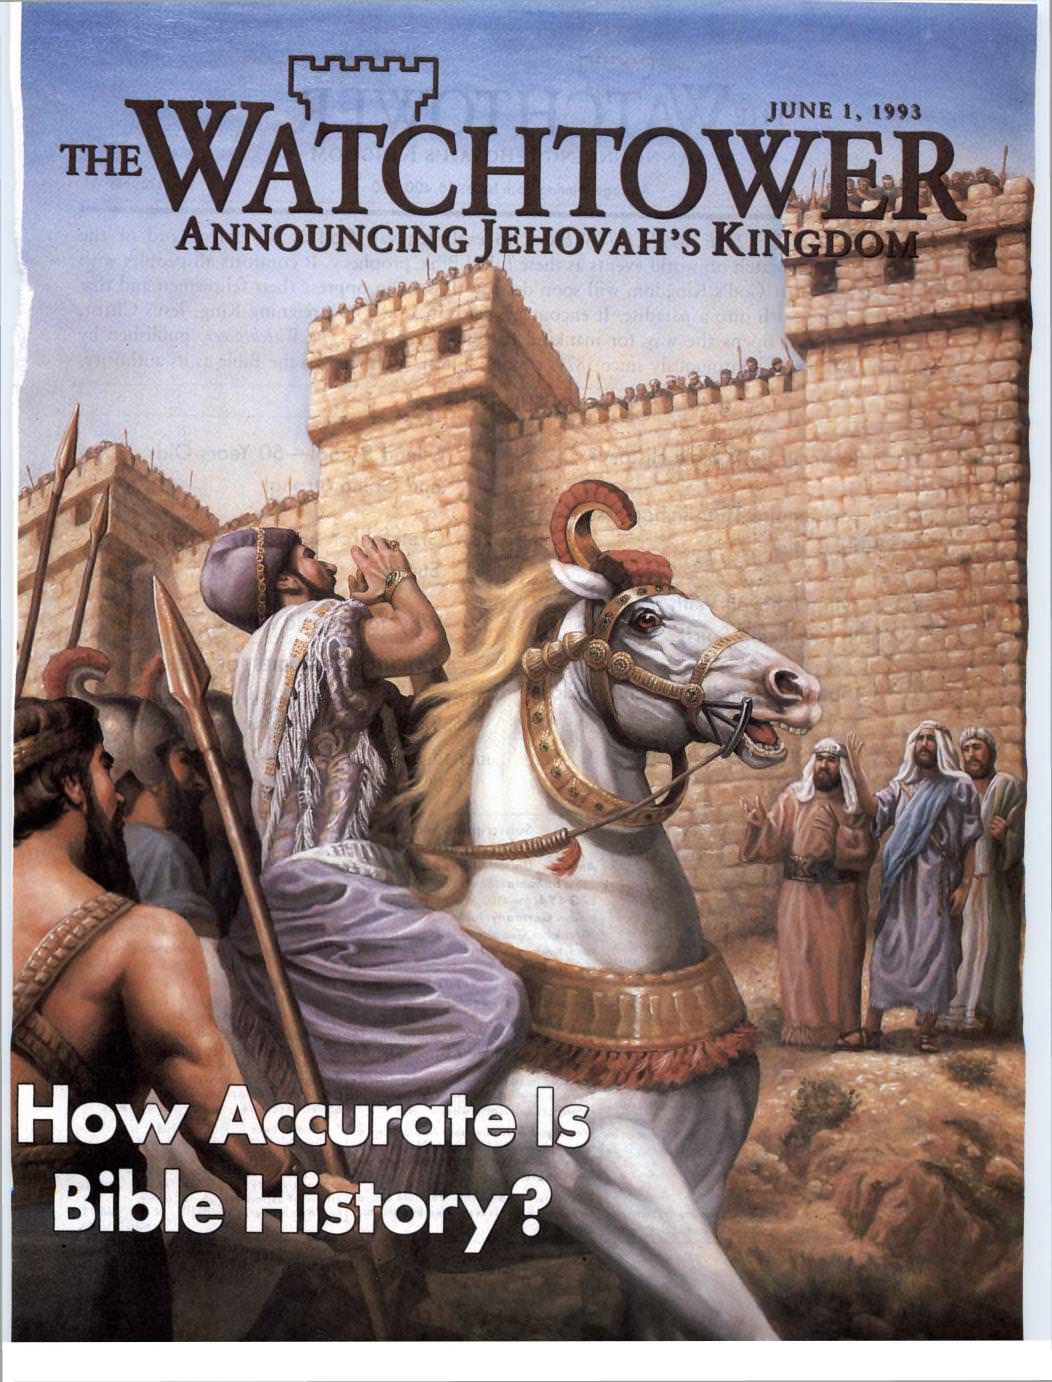 JUNE 1, 1993
THE WATCHTOWER
ANNOUNCING JEHOVAH'S KINGDOM
How Accurate Is
Bible History?